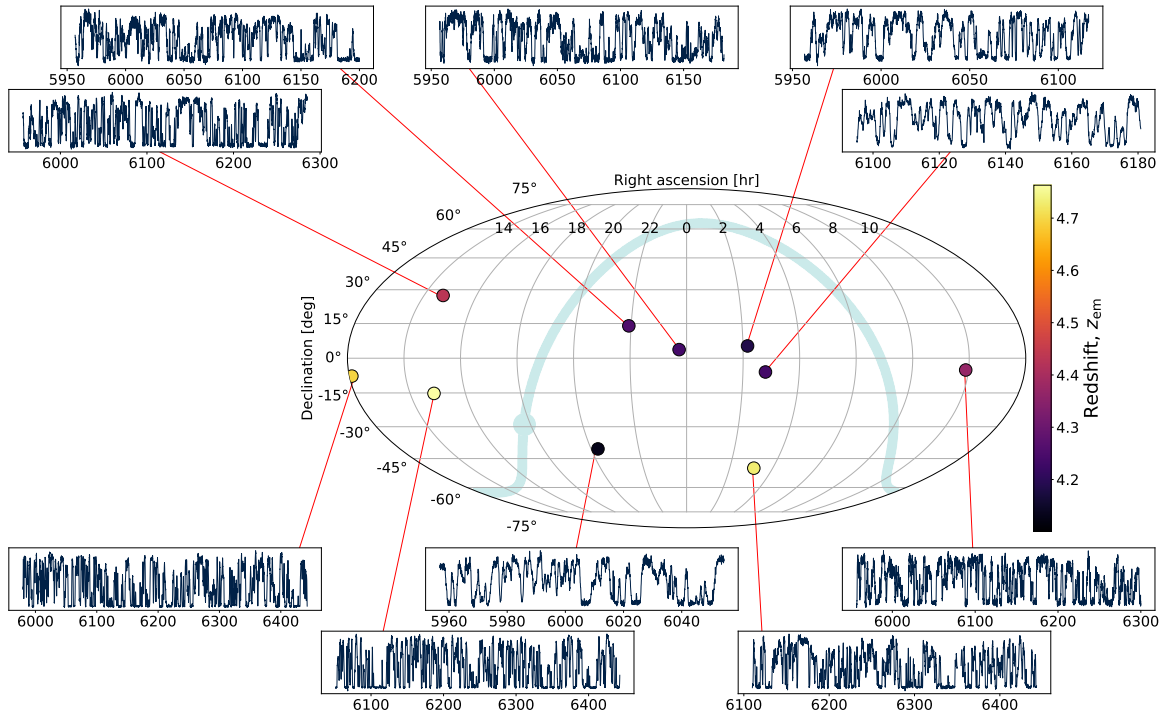 5950 6000 6050 6100 6150 6200
5950 6000 6050 6100 6150
5950 6000 6050 6100
6000 6100 6200 6300
6100 6120 6140 6160 6180
Right ascension [hr]
14 16 18 20 22 0 2 4 6 8 10
75°
60°
45°
30°
15°
0°
-15°
-30°
-45°
-60°
-75°
Declination [deg]
4.7
4.6
4.5
4.4
4.3
4.2
Redshift, zem
6000 6100 6200 6300 6400
5960 5980 6000 6020 6040
6000 6100 6200 6300
6100 6200 6300 6400
6100 6200 6300 6400